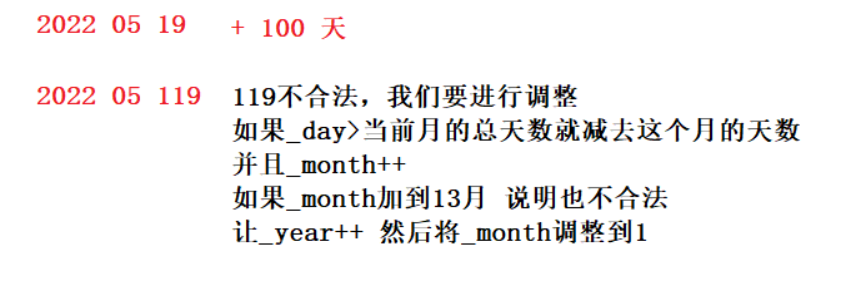 2022 05 19 + 100 天
2022 05 119 119不合法，我们要进行调整
如果_day>当前月的总天数就减去这个月的天数
并且_month++
如果_month加到13月 说明也不合法
让_year++ 然后将_month调整到1